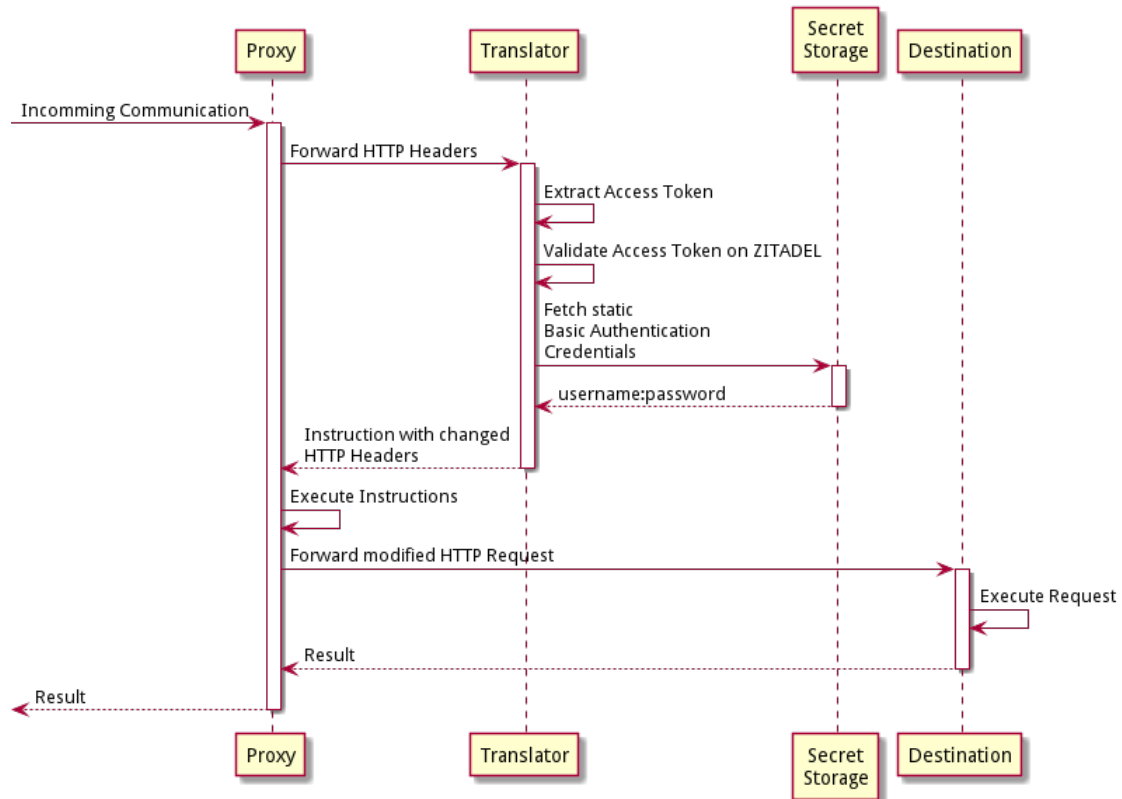 Proxy
Translator
Secret
Storage
Destination
Incomming Communication
Forward HTTP Headers
Extract Access Token
Validate Access Token on ZITADEL
Fetch static
Basic Authentication
Credentials
username:password
Instruction with changed
HTTP Headers
Execute Instructions
Forward modified HTTP Request
Execute Request
Result
Result
Proxy
Translator
Secret
Storage
Destination